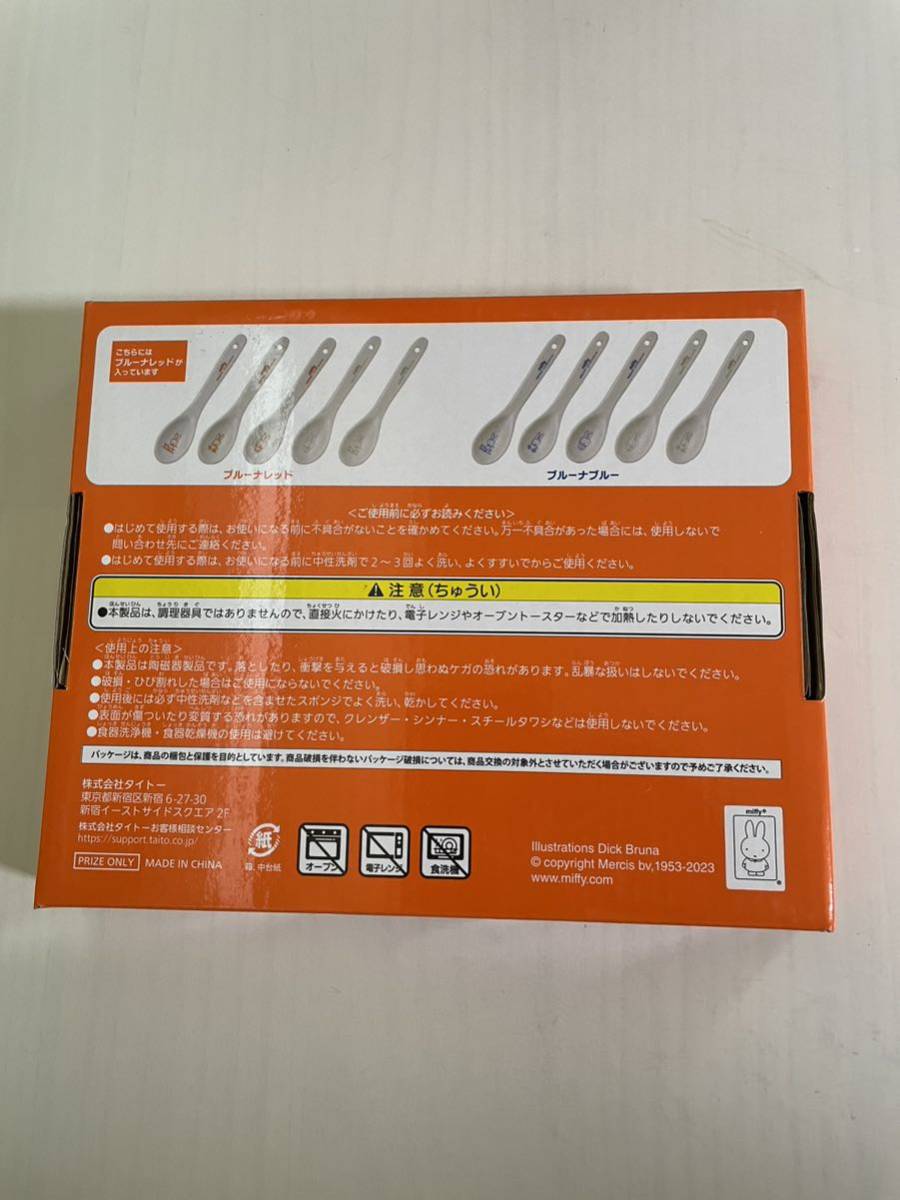 こちらには
ブルーナレッドが
入っています
ブルーナレッド
ブルーナブルー
<ご使用前に必ずお読みください>
●はじめて使用する際は、お使いになる前に不具合がないことを確かめてください。万一不具合があった場合には、使用しないで
問い合わせ先にご連絡ください。
●はじめて使用する際は、お使いになる前に中性洗剤で2〜3回よく洗い、よくすすいでからご使用ください。
⚠注意(ちゅうい)
●本製品は、調理器具ではありませんので、直接火にかけたり、電子レンジやオーブントースターなどで加熱したりしないでください。
<使用上の注意>
●本製品は陶磁器製品です。落としたり、衝撃を与えると破損し思わぬケガの恐れがあります。乱暴な扱いはしないでください。
●破損・ひび割れした場合はご使用にならないでください。
●使用後には必ず中性洗剤などを含ませたスポンジでよく洗い、乾かしてください。
●表面が傷ついたり変質する恐れがありますので、クレンザー・シンナー・スチールタワシなどは使用しないでください。
●食器洗浄機・食器乾燥機の使用は避けてください。
パッケージは、商品の梱包と保護を目的としています。商品破損を伴わないパッケージ破損については、商品交換の対象外とさせていただく場合がございますので予めご了承ください。
株式会社タイトー
東京都新宿区新宿6-27-30
新宿イーストサイドスクエア2F
株式会社タイトーお客様相談センター
https://support.taito.co.jp/
PRIZE ONLY MADE IN CHINA
紙
箱、中台紙
オーブン
電子レンジ
食洗機
Illustrations Dick Bruna
© copyright Mercis bv,1953-2023
www.miffy.com
miffy